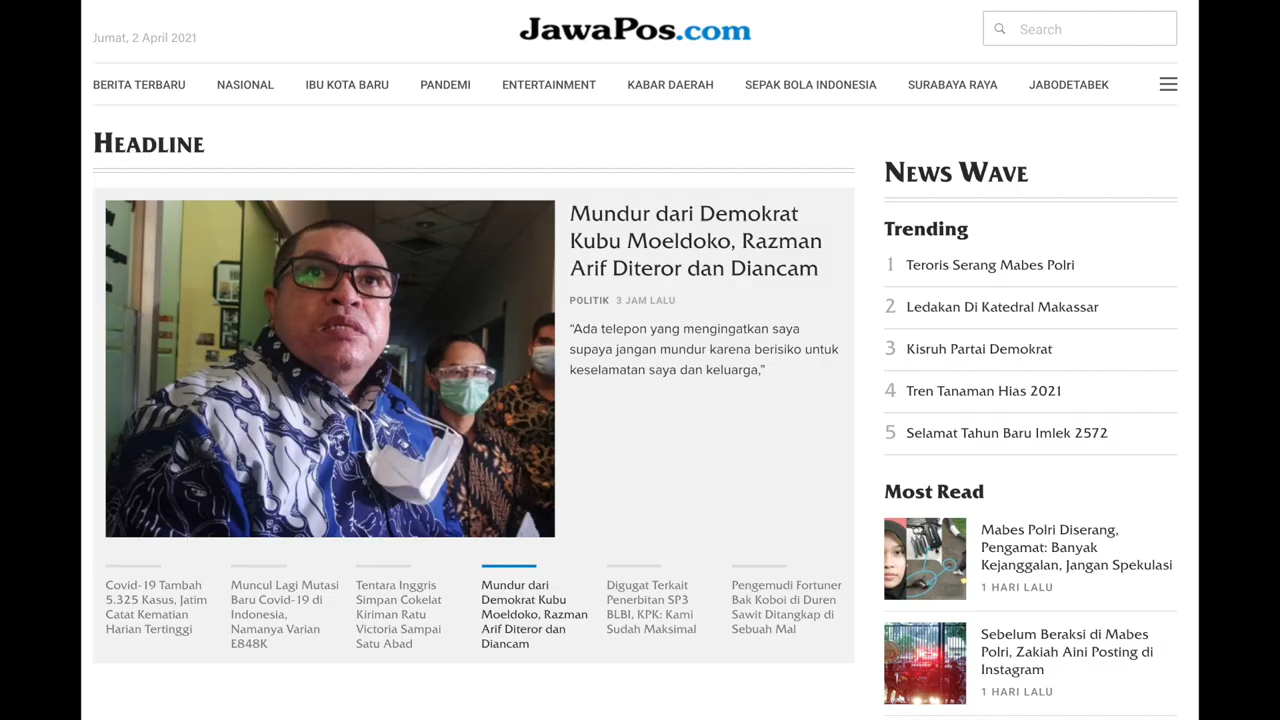 Jumat, 2 April 2021
JawaPos.com
Search
BERITA TERBARU NASIONAL IBU KOTA BARU PANDEMI ENTERTAINMENT KABAR DAERAH SEPAK BOLA INDONESIA SURABAYA RAYA JABODETABEK
HEADLINE
Mundur dari Demokrat
Kubu Moeldoko, Razman
Arif Diteror dan Diancam
POLITIK 3 JAM LALU
“Ada telepon yang mengingatkan saya
supaya jangan mundur karena berisiko untuk
keselamatan saya dan keluarga,”
Covid-19 Tambah
5.325 Kasus, Jatim
Catat Kematian
Harian Tertinggi
Muncul Lagi Mutasi
Baru Covid-19 di
Indonesia,
Namanya Varian
E848K
Tentara Inggris
Simpan Cokelat
Kiriman Ratu
Victoria Sampai
Satu Abad
Mundur dari
Demokrat Kubu
Moeldoko, Razman
Arif Diteror dan
Diancam
Digugat Terkait
Penerbitan SP3
BLBI, KPK: Kami
Sudah Maksimal
Pengemudi Fortuner
Bak Koboi di Duren
Sawit Ditangkap di
Sebuah Mal
NEWS WAVE
Trending
1 Teroris Serang Mabes Polri
2 Ledakan Di Katedral Makassar
3 Kisruh Partai Demokrat
4 Tren Tanaman Hias 2021
5 Selamat Tahun Baru Imlek 2572
Most Read
Mabes Polri Diserang,
Pengamat: Banyak
Kejanggalan, Jangan Spekulasi
1 HARI LALU
Sebelum Beraksi di Mabes
Polri, Zakiah Aini Posting di
Instagram
1 HARI LALU